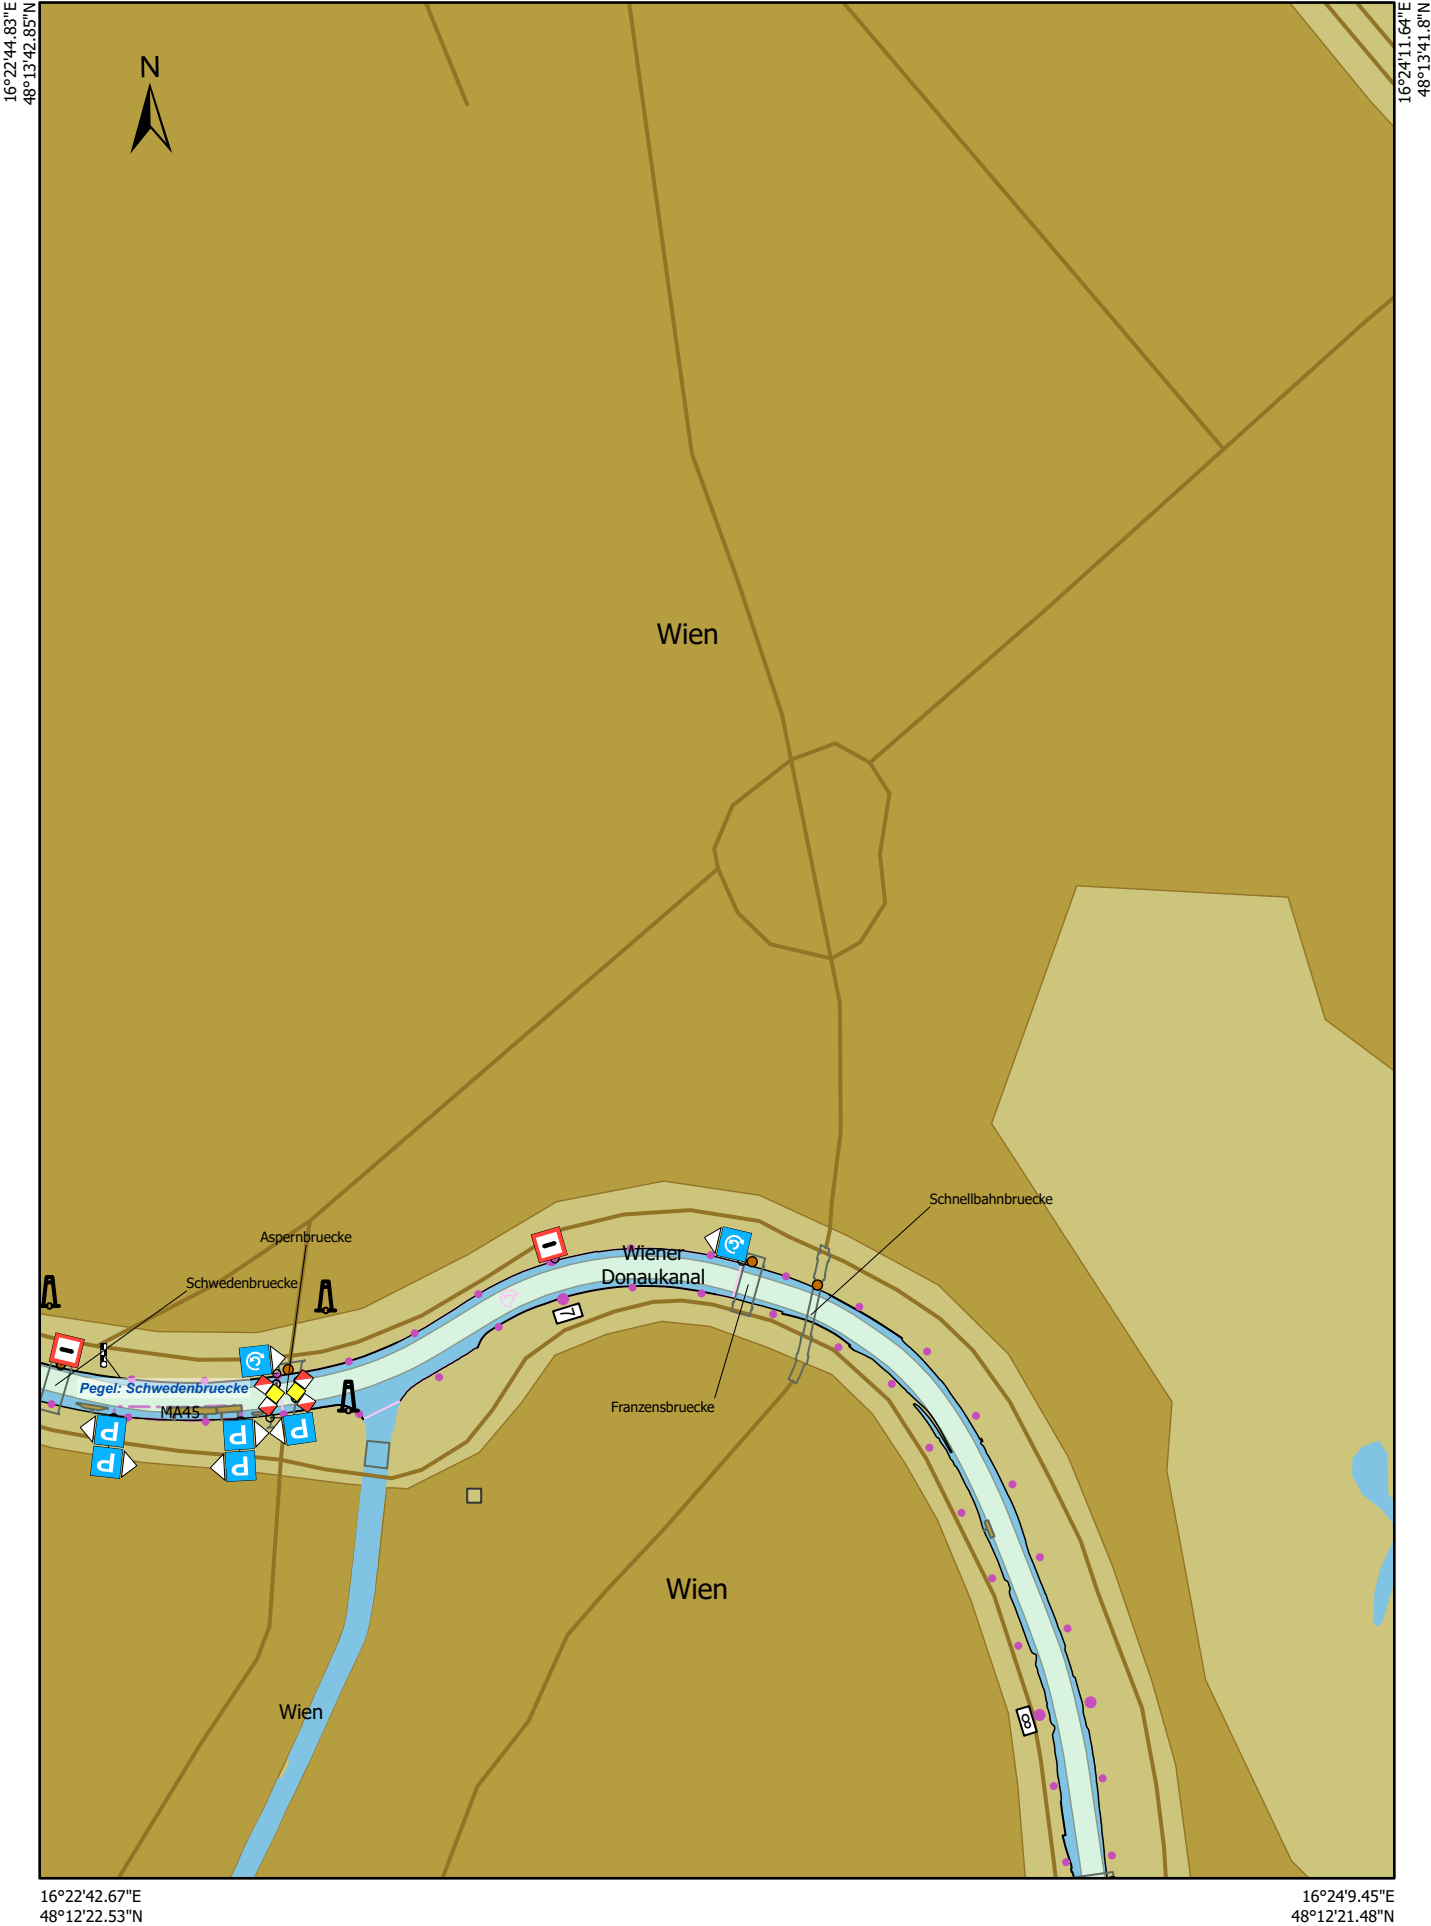 16°22'44.83"E
48°13'42.85"N
16°24'11.64"E
48°13'41.8"N
N
Wien
Schnellbahnbruecke
Aspernbruecke
Wiener
Donaukanal
Schwedenbruecke
7
Pegel: Schwedenbruecke
MA45
Franzensbruecke
P
P
P
P
P
Wien
Wien
8
16°22'42.67"E
48°12'22.53"N
16°24'9.45"E
48°12'21.48"N